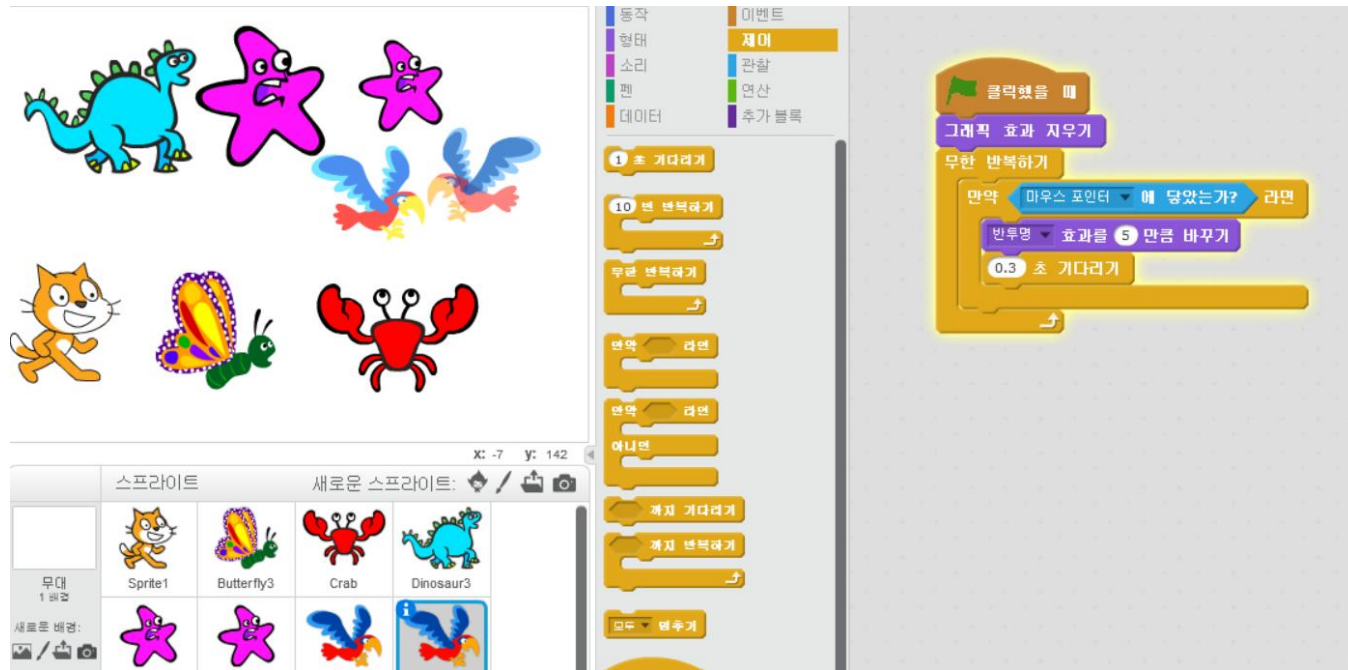 동작
이벤트
형태
제어
소리
관찰
펜
연산
데이터
추가 블록
1 초 기다리기
10 번 반복하기
무한 반복하기
만약 라면
만약 라면
아니면
까지 기다리기
까지 반복하기
모두 멈추기
클릭했을 때
그래픽 효과 지우기
무한 반복하기
만약 마우스 포인터 에 닿았는가? 라면
반투명 효과를 5 만큼 바꾸기
0.3 초 기다리기
x: -7 y: 142
스프라이트 새로운 스프라이트:
Sprite1 Butterfly3 Crab Dinosaur3
무대
1 배경
새로운 배경: